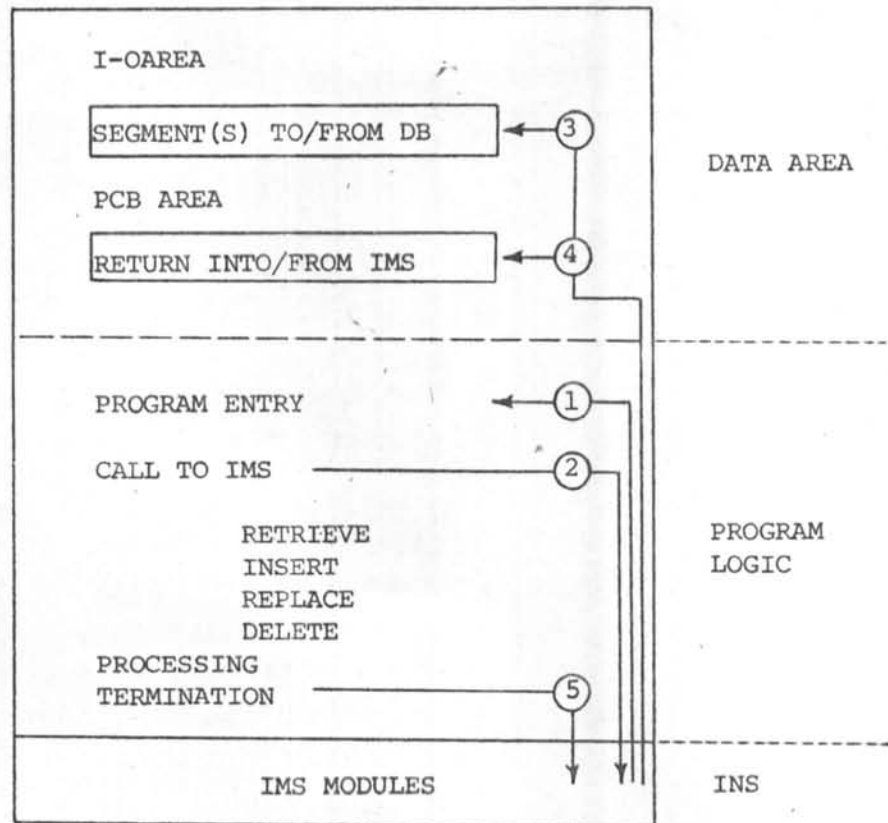 I-OAREA
SEGMENT(S) TO/FROM DB
3
DATA AREA
PCB AREA
RETURN INTO/FROM IMS
4
PROGRAM ENTRY
1
CALL TO IMS
2
RETRIEVE
INSERT
REPLACE
DELETE
PROGRAM
LOGIC
PROCESSING
TERMINATION
5
IMS MODULES
INS